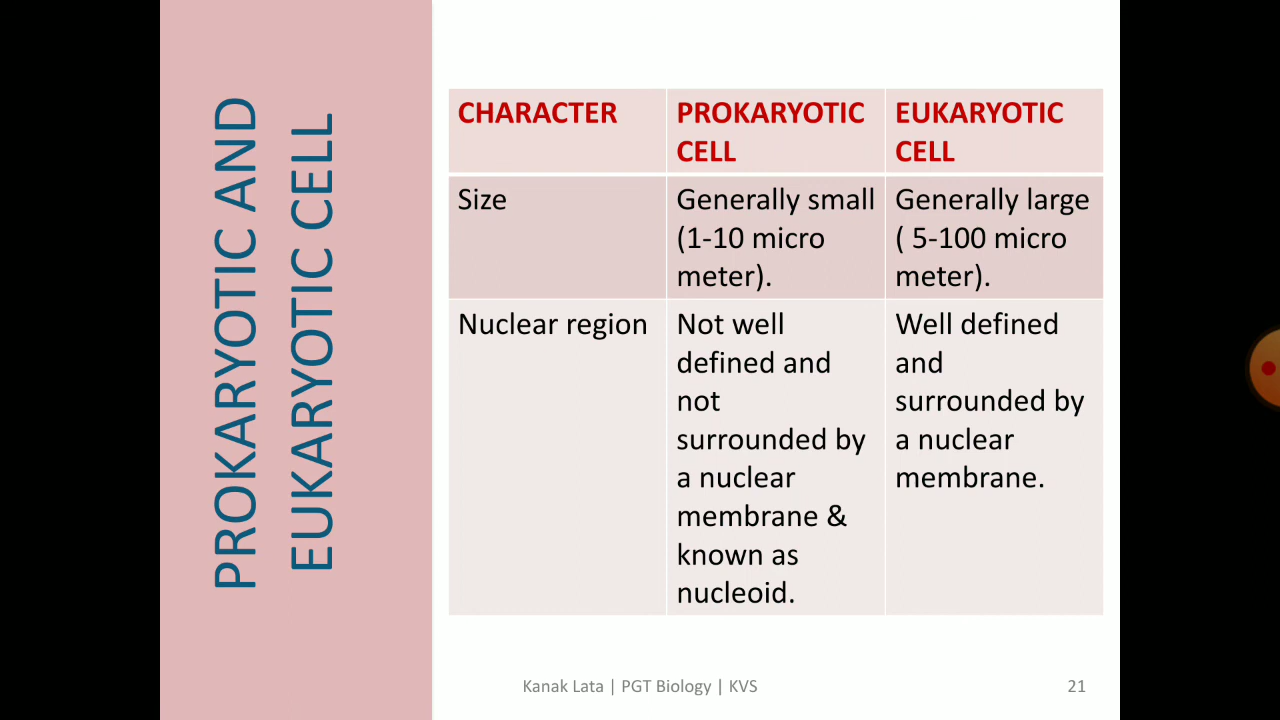 PROKARYOTIC AND
EUKARYOTIC CELL
CHARACTER
PROKARYOTIC
CELL
EUKARYOTIC
CELL
Size
Generally small
(1-10 micro
meter).
Generally large
( 5-100 micro
meter).
Nuclear region
Not well
defined and
not
surrounded by
a nuclear
membrane &
known as
nucleoid.
Well defined
and
surrounded by
a nuclear
membrane.
Kanak Lata | PGT Biology | KVS
21